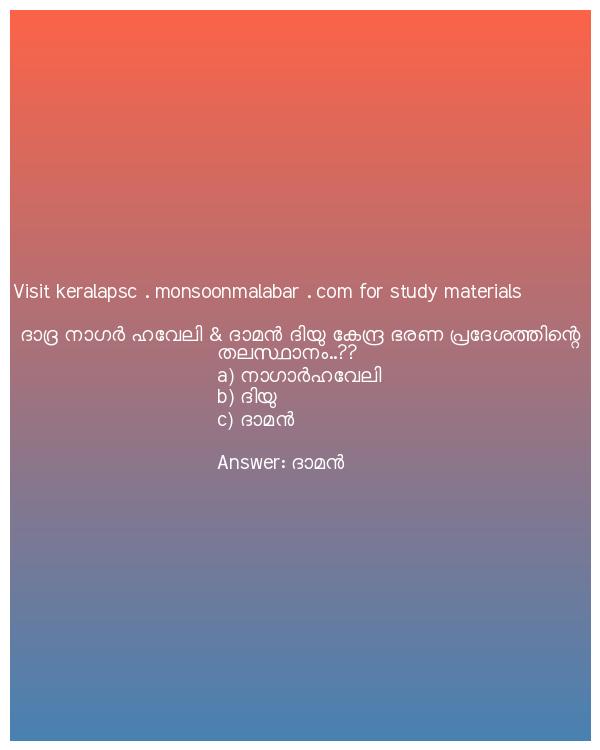 Visit keralapsc . monsoonmalabar . com for study materials
ദാദ്ര നാഗർ ഹവേലി & ദാമൻ ദിയു കേന്ദ്ര ഭരണ പ്രദേശത്തിന്റെ
തലസ്ഥാനം..??
a) നാഗാർഹവേലി
b) ദിയു
c) ദാമൻ
Answer: ദാമൻ